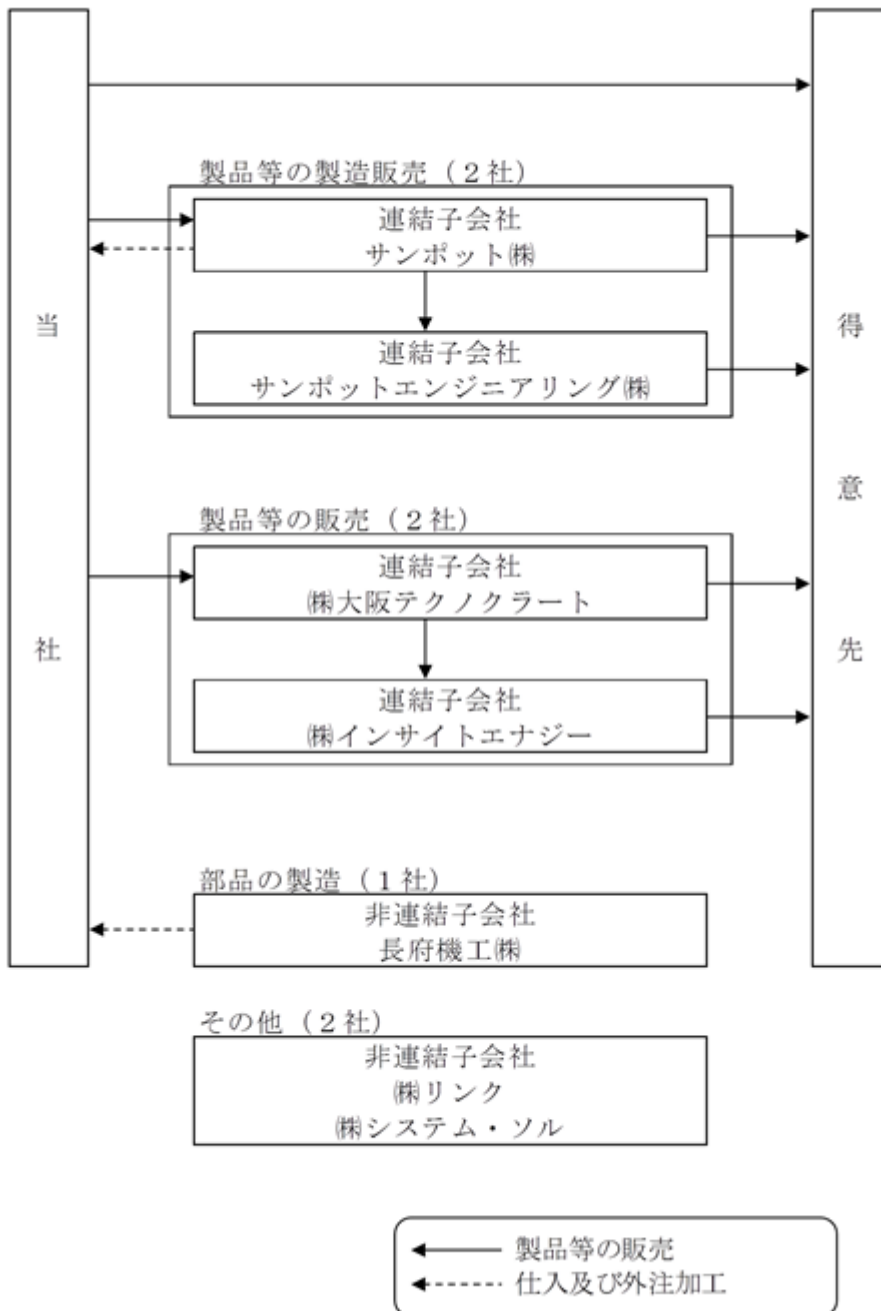 当社
得意先
製品等の製造販売（２社）
連結子会社
サンポット㈱
連結子会社
サンポットエンジニアリング㈱
製品等の販売（２社）
連結子会社
㈱大阪テクノクラート
連結子会社
㈱インサイトエナジー
部品の製造（１社）
非連結子会社
長府機工㈱
その他（２社）
非連結子会社
㈱リンク
㈱システム・ソル
製品等の販売
仕入及び外注加工